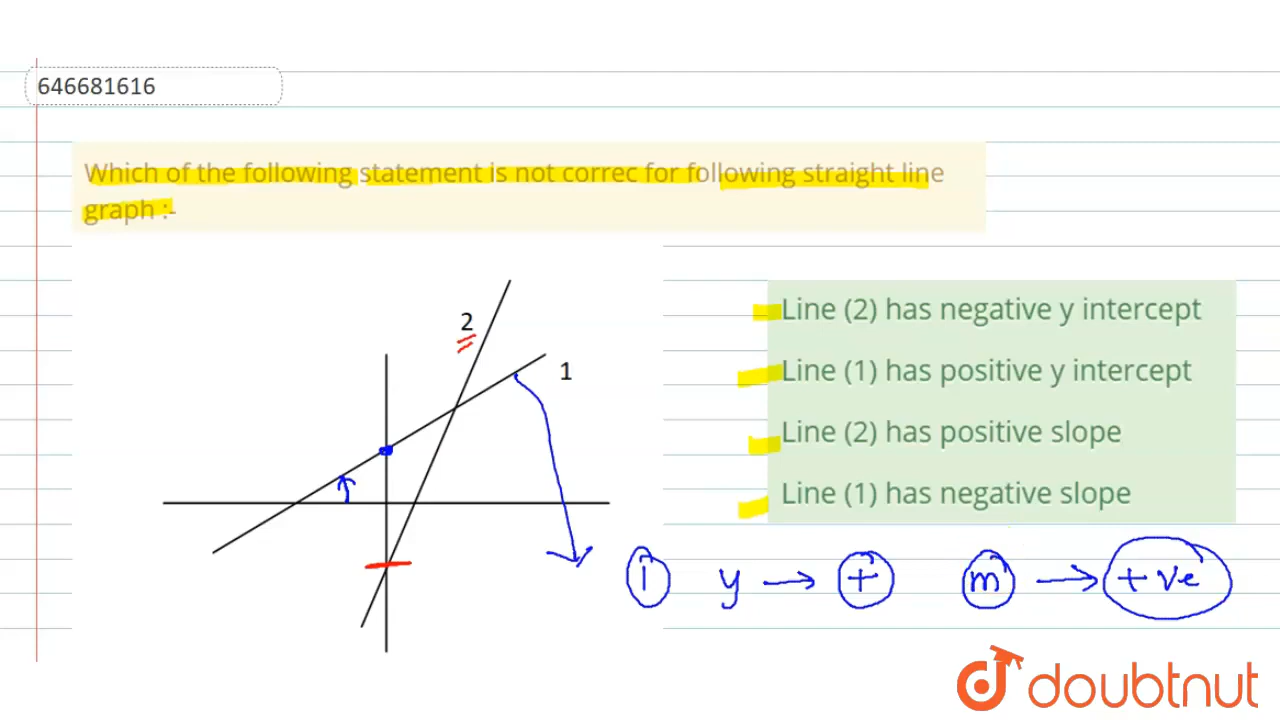 646681616
Which of the following statement is not correc for following straight line
graph :-
2
1
Line (2) has negative y intercept
Line (1) has positive y intercept
Line (2) has positive slope
Line (1) has negative slope
1 y → + m → +ve
doubtnut